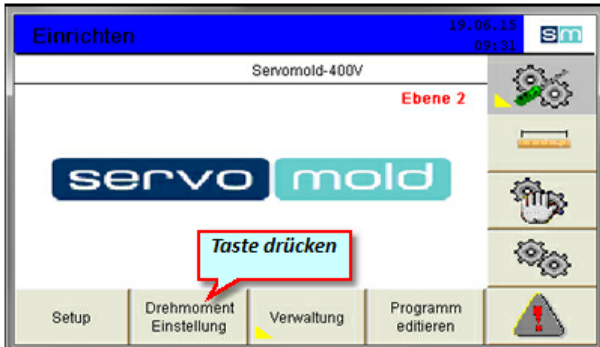 Einrichten
19.06.15
09:31
sm
Servomold-400V
Ebene 2
servo mold
Taste drücken
Setup
Drehmoment
Einstellung
Verwaltung
Programm
editieren
!